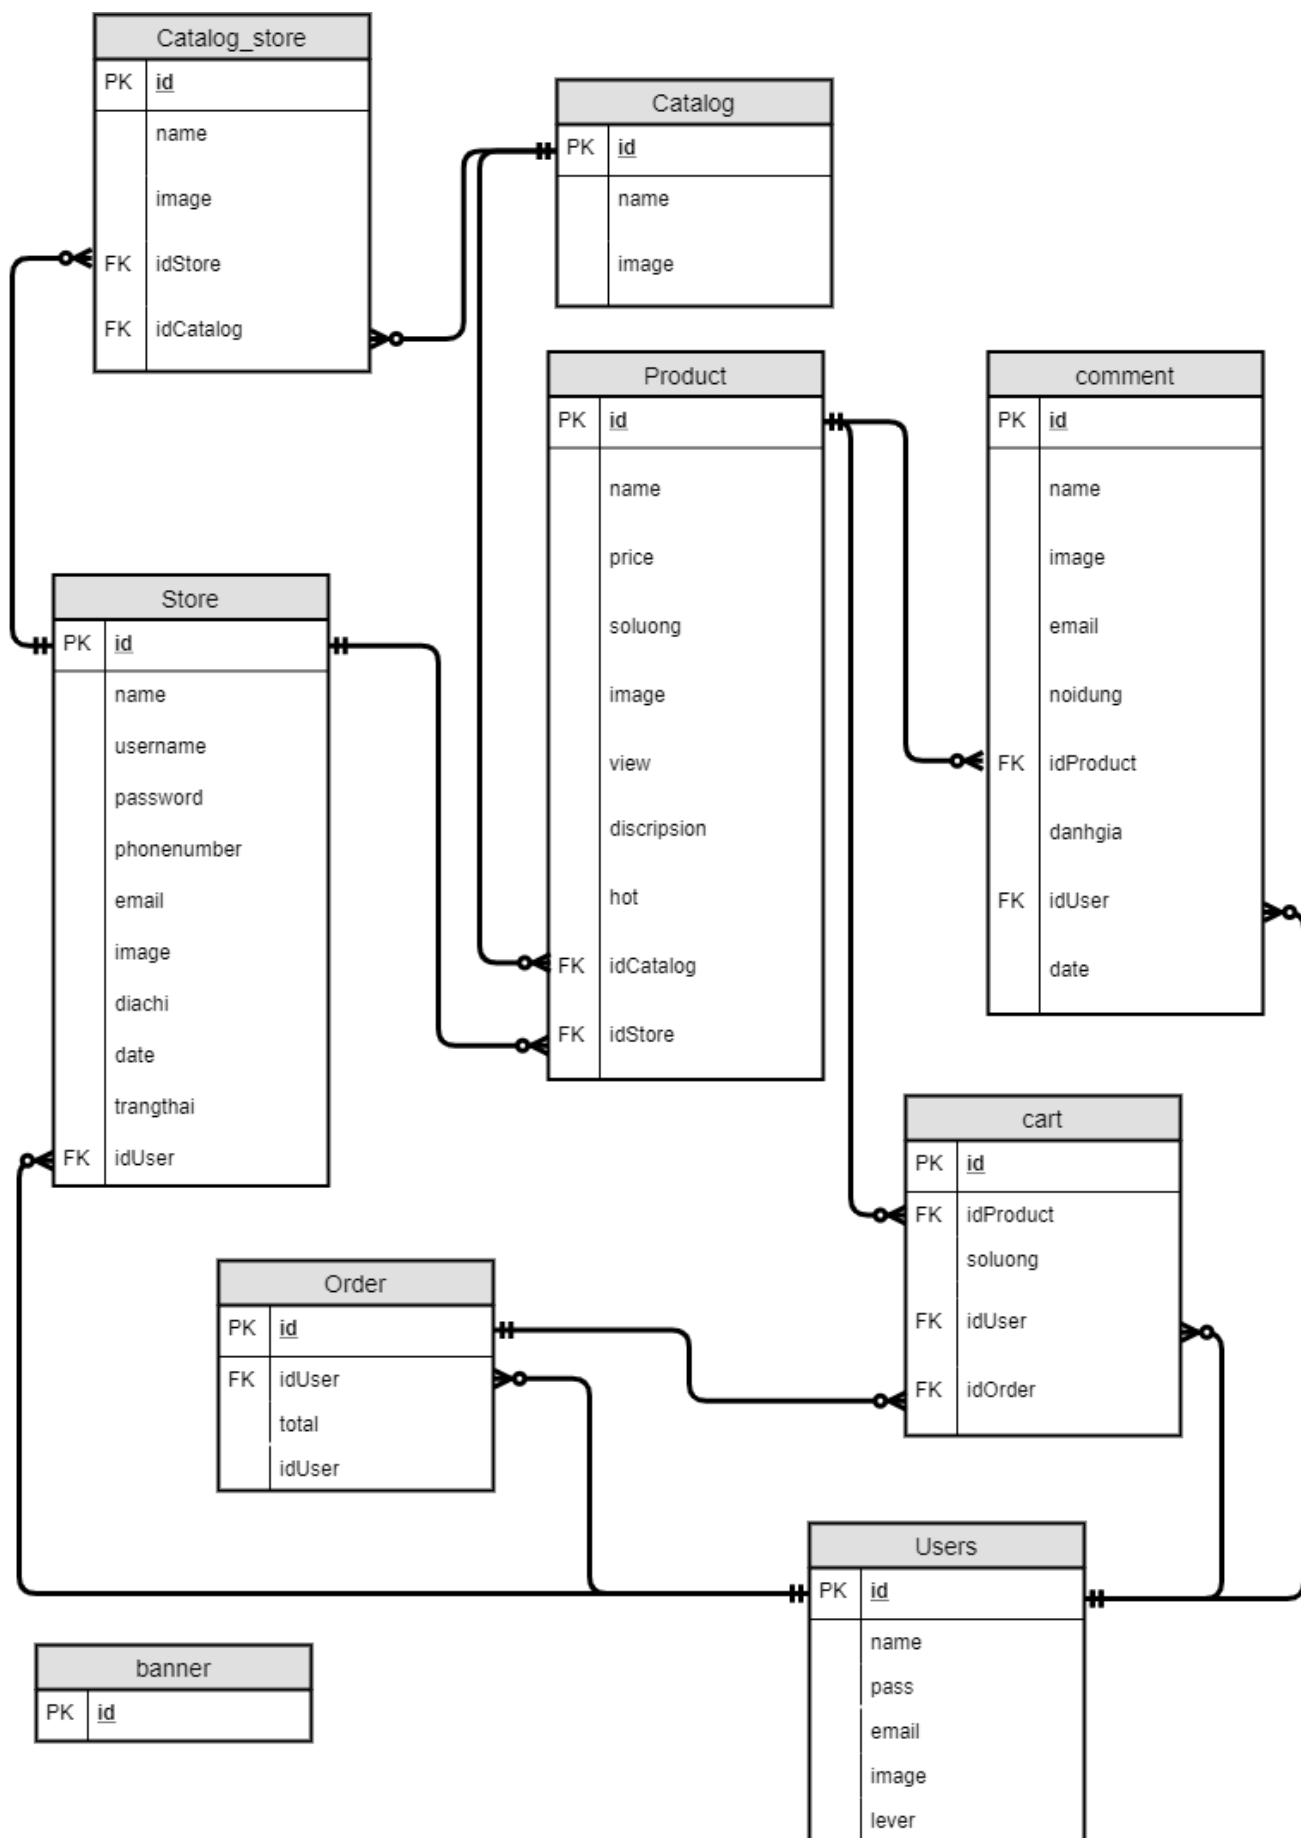 Catalog_store
PK id
name
image
FK idStore
FK idCatalog
Catalog
PK id
name
image
Product
PK id
name
price
soluong
image
view
discripsion
hot
FK idCatalog
FK idStore
comment
PK id
name
image
email
noidung
FK idProduct
danhgia
FK idUser
date
Store
PK id
name
username
password
phonenumber
email
image
diachi
date
trangthai
FK idUser
cart
PK id
FK idProduct
soluong
FK idUser
FK idOrder
Order
PK id
FK idUser
total
idUser
Users
PK id
name
pass
email
image
lever
banner
PK id